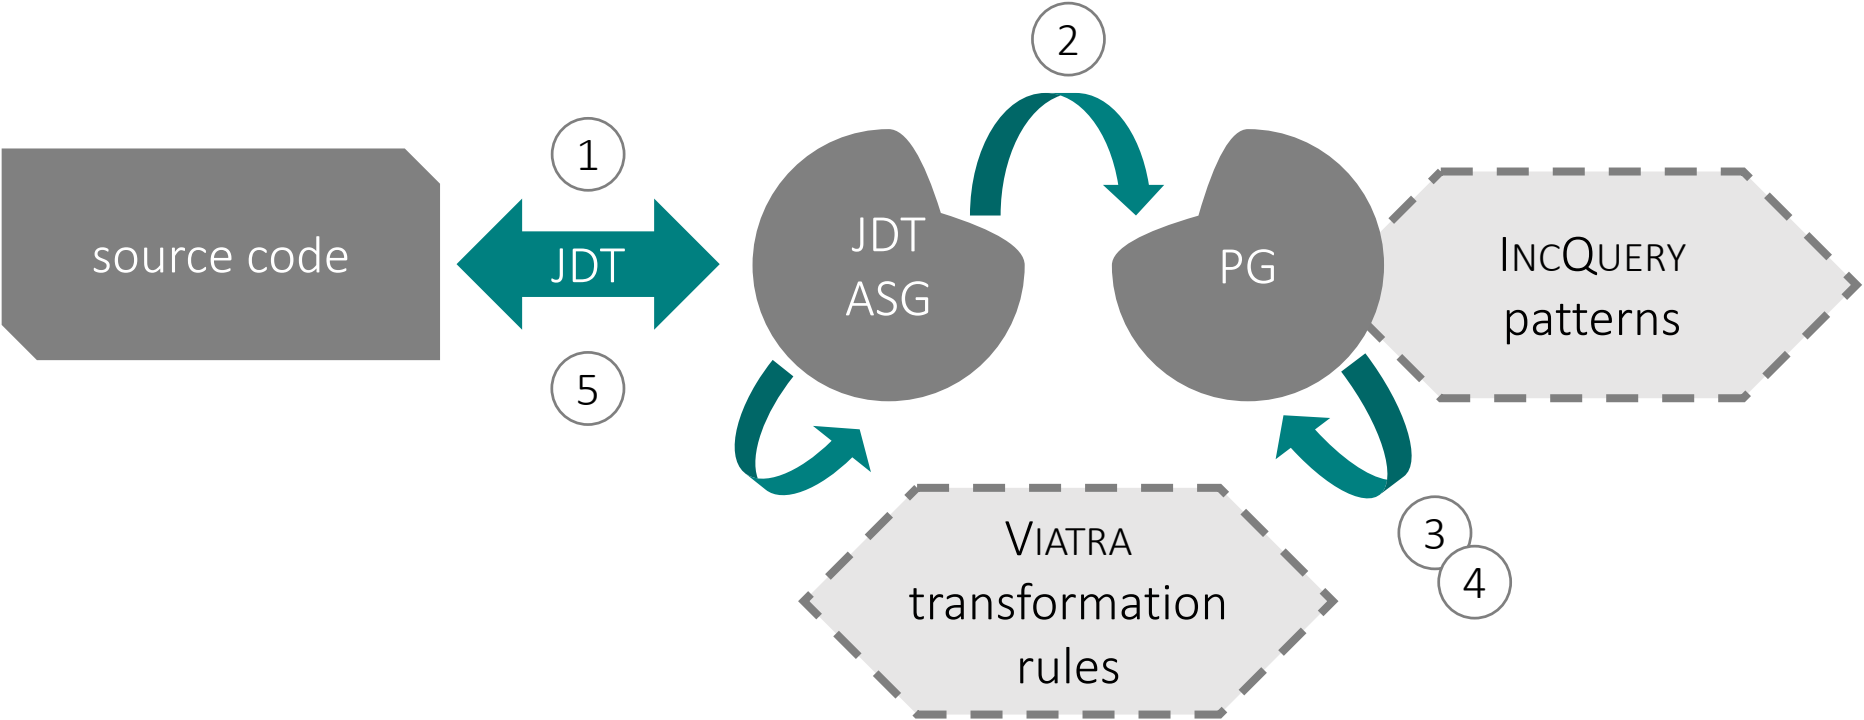 2
1
source code
JDT
5
JDT
ASG
PG
INCQUERY
patterns
3
4
VIATRA
transformation
rules